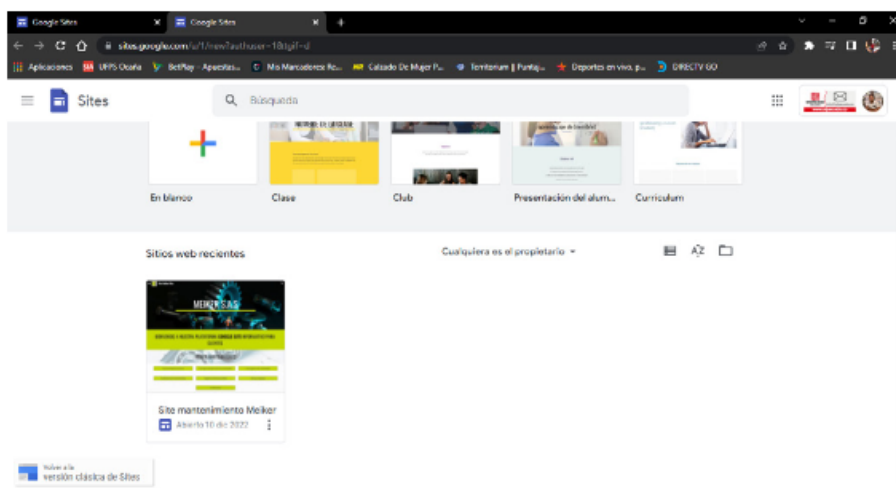 Google Sites
Google Sites
sites.google.com/u/1/new?authuser=1&tgif=d
Aplicaciones
UFPS Ocaña
BetPlay - Apuestas...
Mis Marcadores: Re...
Calzado De Mujer P...
Territorium | Puntaj...
Deportes en vivo, p...
DIRECTV GO
Sites
Búsqueda
En blanco
Clase
Club
Presentación del alum...
Curriculum
Sitios web recientes
Cualquiera es el propietario
MEIKER S.A.S
Site mantenimiento Meiker
Abierto 10 dic 2022
Volver a la
versión clásica de Sites